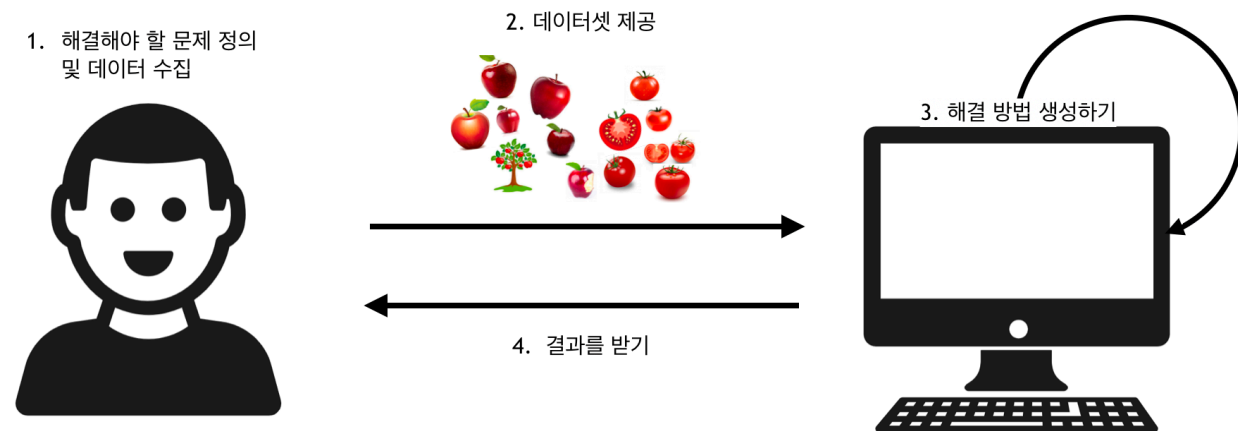 1. 해결해야 할 문제 정의
및 데이터 수집
2. 데이터셋 제공
3. 해결 방법 생성하기
4. 결과를 받기